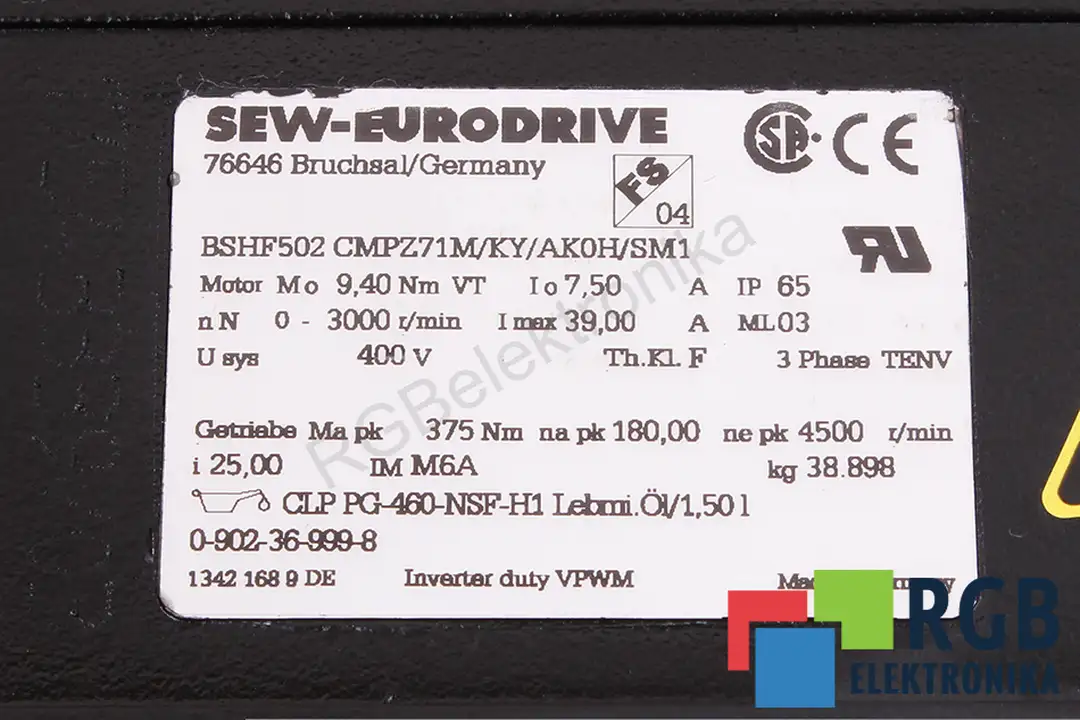 SEW-EURODRIVE
76646 Bruchsal/Germany
FS
04
BSHF502 CMPZ71M/KY/AK0H/SM1
Motor Mo 9,40 Nm VT Io 7,50 A IP 65
nN 0 - 3000 r/min Imax 39,00 A ML03
Usys 400 V Th.Kl. F 3 Phase TENV
Getriebe Ma pk 375 Nm na pk 180,00 ne pk 4500 r/min
i 25,00 IM M6A kg 38.898
CLP PG-460-NSF-H1 Lebmi.Öl/1,50 l
0-902-36-999-8
1342 168 9 DE Inverter duty VPWM
RGBelektronika
RGB
ELEKTRONIKA